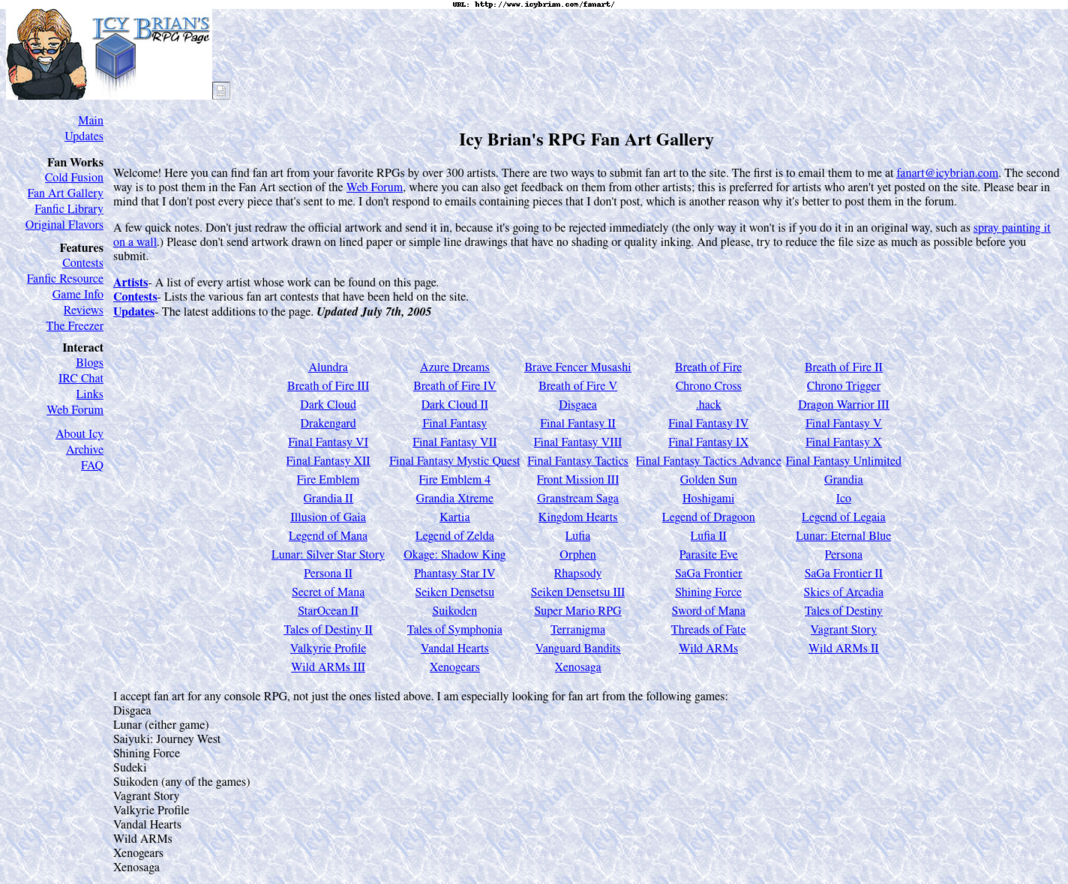 URL: http://www.icybrian.com/fanart/
ICY BRIAN'S
RPG PAGE
Main
Updates
Fan Works
Cold Fusion
Fan Art Gallery
Fanfic Library
Original Flavors
Features
Contests
Fanfic Resource
Game Info
Reviews
The Freezer
Interact
Blogs
IRC Chat
Links
Web Forum
About Icy
Archive
FAQ
Icy Brian's RPG Fan Art Gallery
Welcome! Here you can find fan art from your favorite RPGs by over 300 artists. There are two ways to submit fan art to the site. The first is to email them to me at fanart@icybrian.com. The second
way is to post them in the Fan Art section of the Web Forum, where you can also get feedback on them from other artists; this is preferred for artists who aren't yet posted on the site. Please bear in
mind that I don't post every piece that's sent to me. I don't respond to emails containing pieces that I don't post, which is another reason why it's better to post them in the forum.
A few quick notes. Don't just redraw the official artwork and send it in, because it's going to be rejected immediately (the only way it won't is if you do it in an original way, such as spray painting it
on a wall.) Please don't send artwork drawn on lined paper or simple line drawings that have no shading or quality inking. And please, try to reduce the file size as much as possible before you
submit.
Artists- A list of every artist whose work can be found on this page.
Contests- Lists the various fan art contests that have been held on the site.
Updates- The latest additions to the page. Updated July 7th, 2005
Alundra Azure Dreams Brave Fencer Musashi Breath of Fire Breath of Fire II
Breath of Fire III Breath of Fire IV Breath of Fire V Chrono Cross Chrono Trigger
Dark Cloud Dark Cloud II Disgaea .hack Dragon Warrior III
Drakengard Final Fantasy Final Fantasy II Final Fantasy IV Final Fantasy V
Final Fantasy VI Final Fantasy VII Final Fantasy VIII Final Fantasy IX Final Fantasy X
Final Fantasy XII Final Fantasy Mystic Quest Final Fantasy Tactics Final Fantasy Tactics Advance Final Fantasy Unlimited
Fire Emblem Fire Emblem 4 Front Mission III Golden Sun Grandia
Grandia II Grandia Xtreme Granstream Saga Hoshigami Ico
Illusion of Gaia Kartia Kingdom Hearts Legend of Dragoon Legend of Legaia
Legend of Mana Legend of Zelda Lufia Lufia II Lunar: Eternal Blue
Lunar: Silver Star Story Okage: Shadow King Orphen Parasite Eve Persona
Persona II Phantasy Star IV Rhapsody SaGa Frontier SaGa Frontier II
Secret of Mana Seiken Densetsu Seiken Densetsu III Shining Force Skies of Arcadia
StarOcean II Suikoden Super Mario RPG Sword of Mana Tales of Destiny
Tales of Destiny II Tales of Symphonia Terranigma Threads of Fate Vagrant Story
Valkyrie Profile Vandal Hearts Vanguard Bandits Wild ARMs Wild ARMs II
Wild ARMs III Xenogears Xenosaga
I accept fan art for any console RPG, not just the ones listed above. I am especially looking for fan art from the following games:
Disgaea
Lunar (either game)
Saiyuki: Journey West
Shining Force
Sudeki
Suikoden (any of the games)
Vagrant Story
Valkyrie Profile
Vandal Hearts
Wild ARMs
Xenogears
Xenosaga